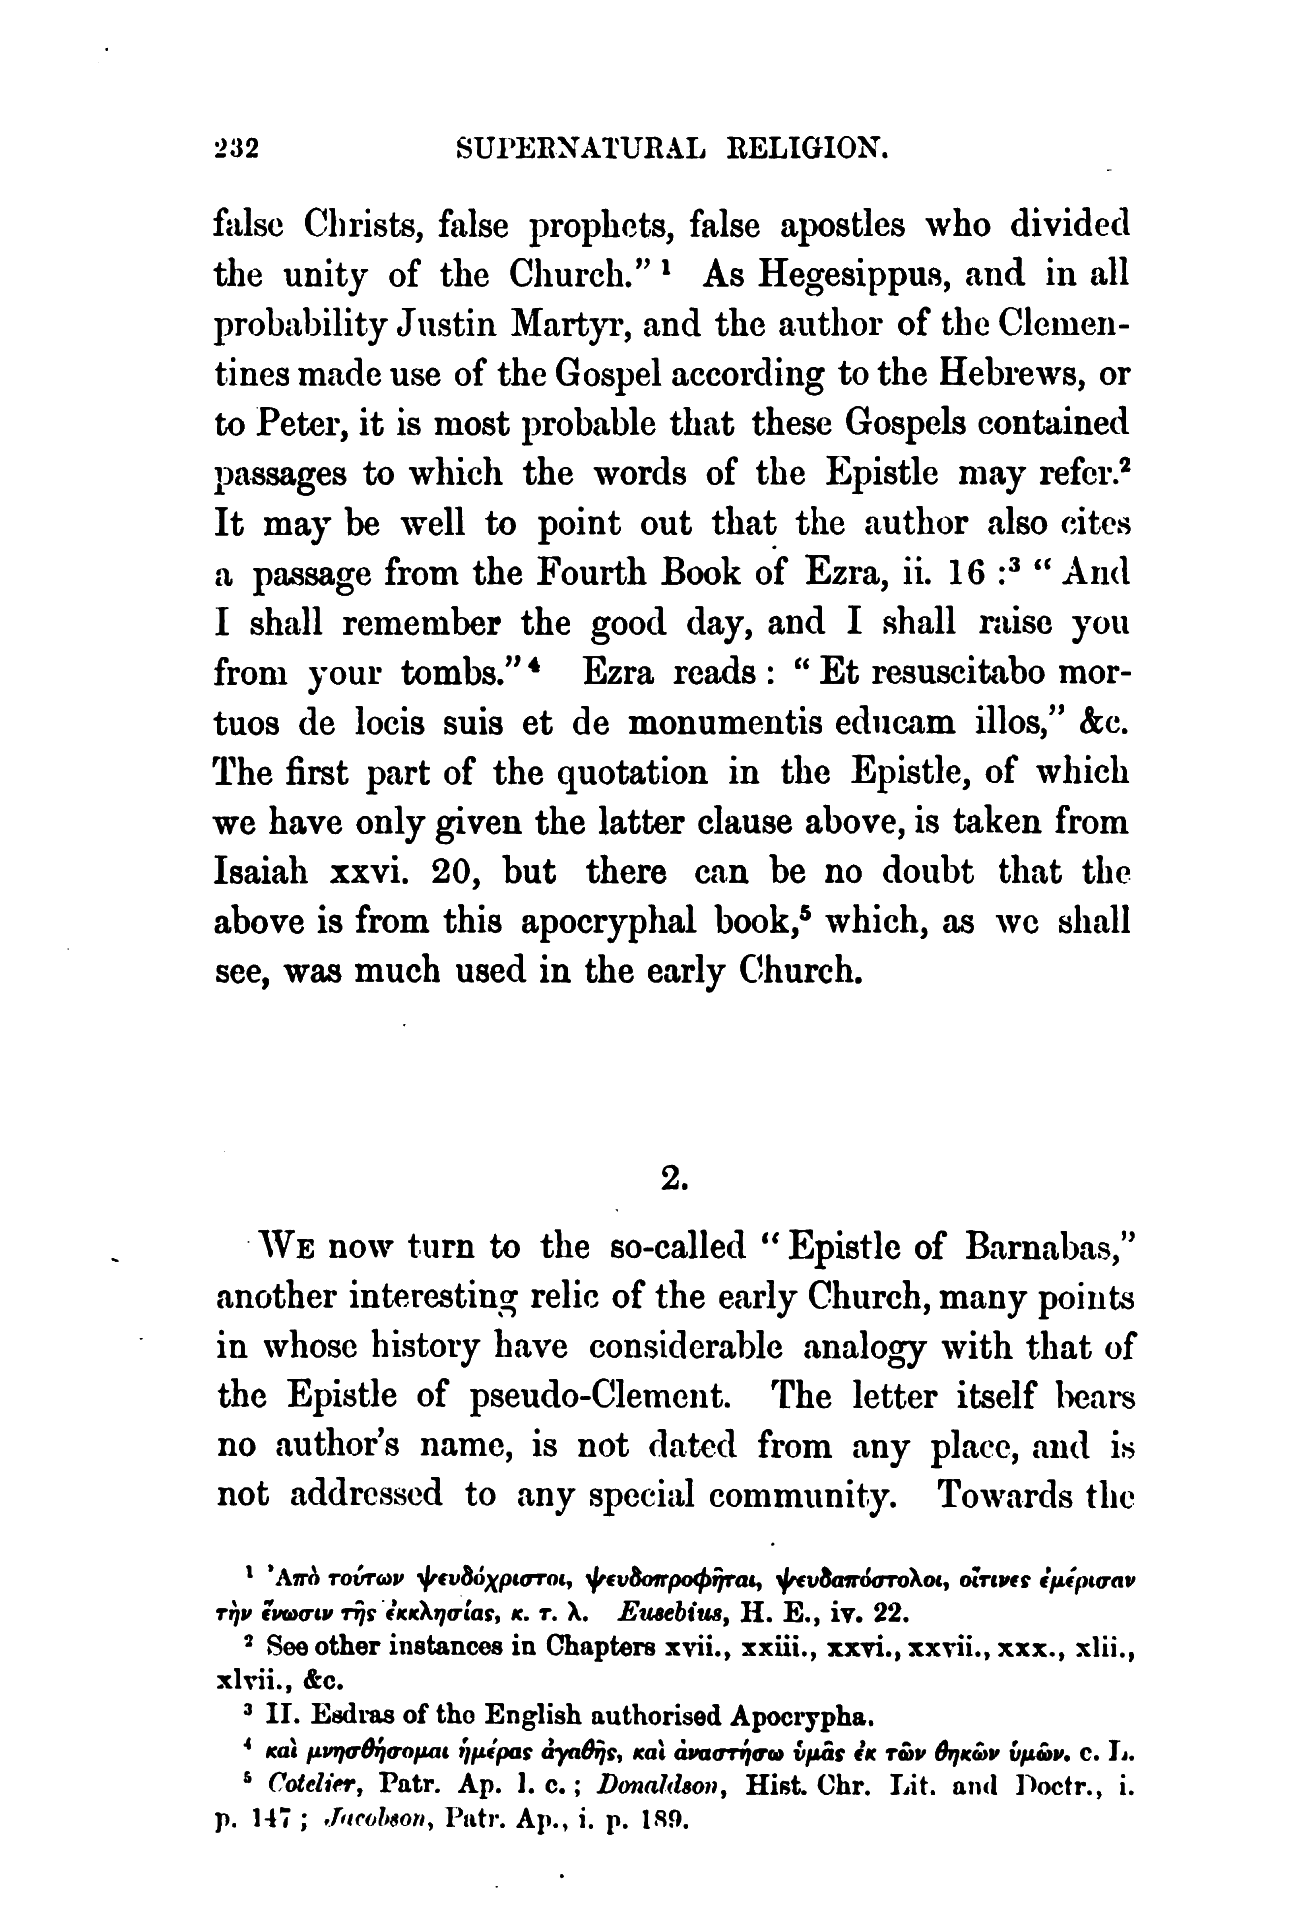 232 SUPERNATURAL RELIGION.
false Christs, false prophets, false apostles who divided
the unity of the Church." ¹ As Hegesippus, and in all
probability Justin Martyr, and the author of the Clemen-
tines made use of the Gospel according to the Hebrews, or
to Peter, it is most probable that these Gospels contained
passages to which the words of the Epistle may refer.²
It may be well to point out that the author also cites
a passage from the Fourth Book of Ezra, ii. 16 :³ " And
I shall remember the good day, and I shall raise you
from your tombs." ⁴ Ezra reads : " Et resuscitabo mor-
tuos de locis suis et de monumentis educam illos," &c.
The first part of the quotation in the Epistle, of which
we have only given the latter clause above, is taken from
Isaiah xxvi. 20, but there can be no doubt that the
above is from this apocryphal book,⁵ which, as we shall
see, was much used in the early Church.
2.
WE now turn to the so-called " Epistle of Barnabas,"
another interesting relic of the early Church, many points
in whose history have considerable analogy with that of
the Epistle of pseudo-Clement. The letter itself bears
no author's name, is not dated from any place, and is
not addressed to any special community. Towards the
¹ Ἀπὸ τούτων ψευδόχριστοι, ψευδοπροφῆται, ψευδαπόστολοι, οἵτινες ἐμέρισαν
τὴν ἕνωσιν τῆς ἐκκλησίας, κ. τ. λ. Eusebius, H. E., iv. 22.
² See other instances in Chapters xvii., xxiii., xxvi., xxvii., xxx., xlii.,
xlvii., &c.
³ II. Esdras of the English authorised Apocrypha.
⁴ καὶ μνησθήσομαι ἡμέρας ἀγαθῆς, καὶ ἀναστήσω ὑμᾶς ἐκ τῶν θηκῶν ὑμῶν. c. L.
⁵ Cotelier, Patr. Ap. l. c. ; Donaldson, Hist. Chr. Lit. and Doctr., i.
p. 147 ; Jacobson, Patr. Ap., i. p. 189.